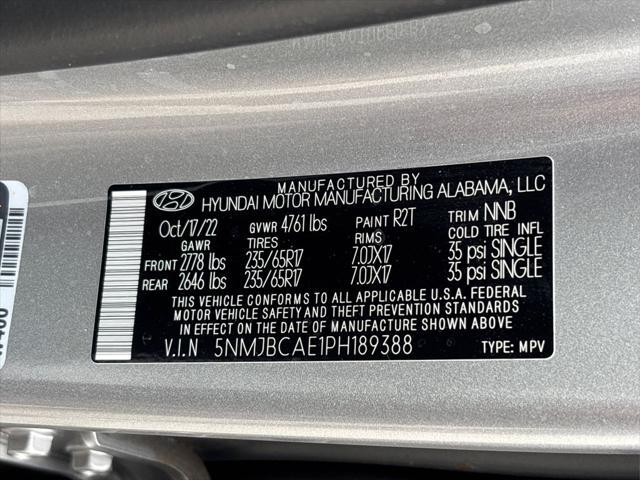 MANUFACTURED BY
HYUNDAI MOTOR MANUFACTURING ALABAMA, LLC
Oct/17/22 GVWR 4761 lbs PAINT R2T TRIM NNB
GAWR TIRES RIMS COLD TIRE INFL
FRONT 2778 lbs 235/65R17 7.0JX17 35 psi SINGLE
REAR 2646 lbs 235/65R17 7.0JX17 35 psi SINGLE
THIS VEHICLE CONFORMS TO ALL APPLICABLE U.S.A. FEDERAL
MOTOR VEHICLE SAFETY AND THEFT PREVENTION STANDARDS
IN EFFECT ON THE DATE OF MANUFACTURE SHOWN ABOVE
V.I.N 5NMJBCAE1PH189388 TYPE: MPV